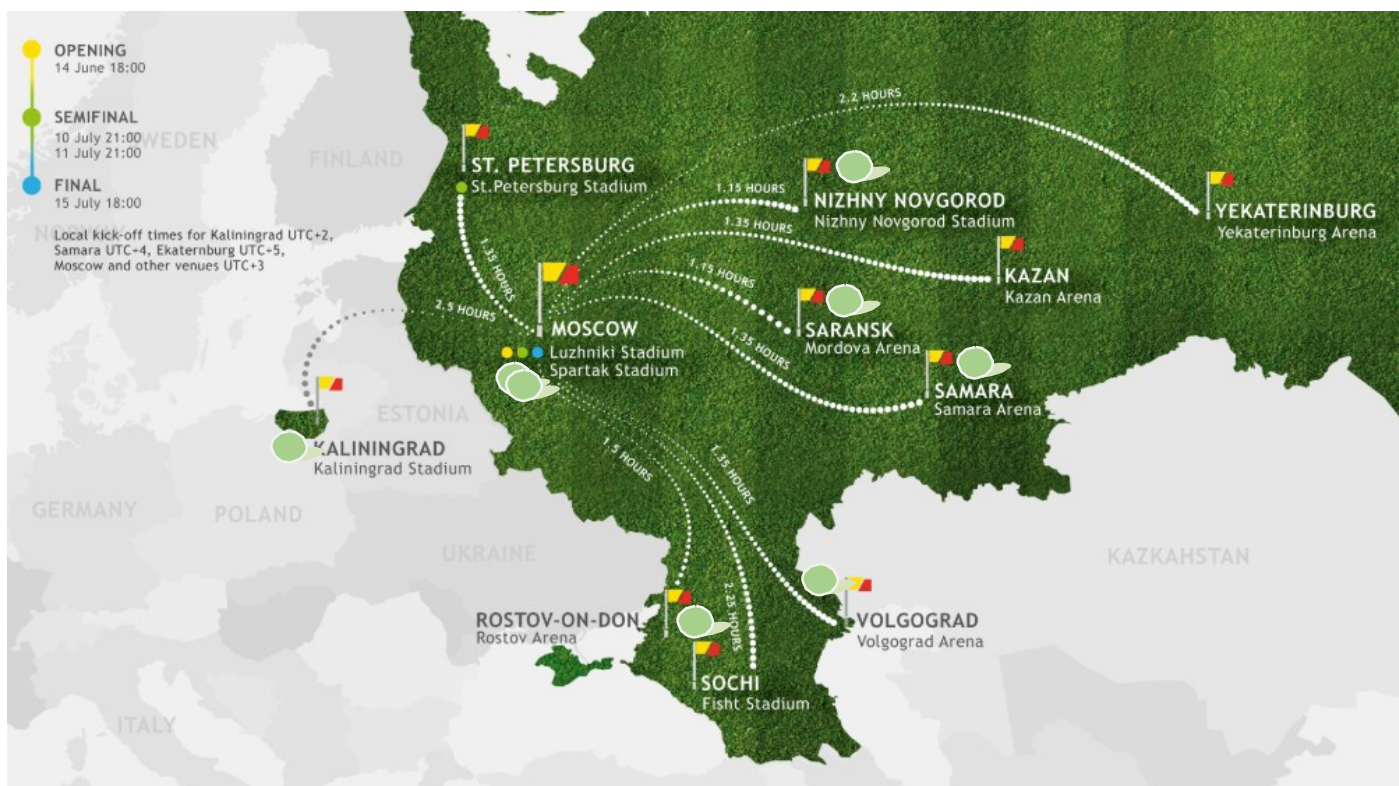 OPENING
14 June 18:00
SEMIFINAL
10 July 21:00
11 July 21:00
FINAL
15 July 18:00
Local kick-off times for Kaliningrad UTC+2,
Samara UTC+4, Ekaternburg UTC+5,
Moscow and other venues UTC+3
SWEDEN
FINLAND
ST. PETERSBURG
St.Petersburg Stadium
1.35 HOURS
2.2 HOURS
1.15 HOURS
NIZHNY NOVGOROD
Nizhny Novgorod Stadium
YEKATERINBURG
Yekaterinburg Arena
1.35 HOURS
KAZAN
Kazan Arena
1.15 HOURS
SARANSK
Mordova Arena
2.5 HOURS
MOSCOW
Luzhniki Stadium
Spartak Stadium
1.35 HOURS
SAMARA
Samara Arena
ESTONIA
KALININGRAD
Kaliningrad Stadium
1.5 HOURS
1.35 HOURS
GERMANY
POLAND
UKRAINE
KAZKAHSTAN
2.25 HOURS
ROSTOV-ON-DON
Rostov Arena
VOLGOGRAD
Volgograd Arena
SOCHI
Fisht Stadium
ITALY